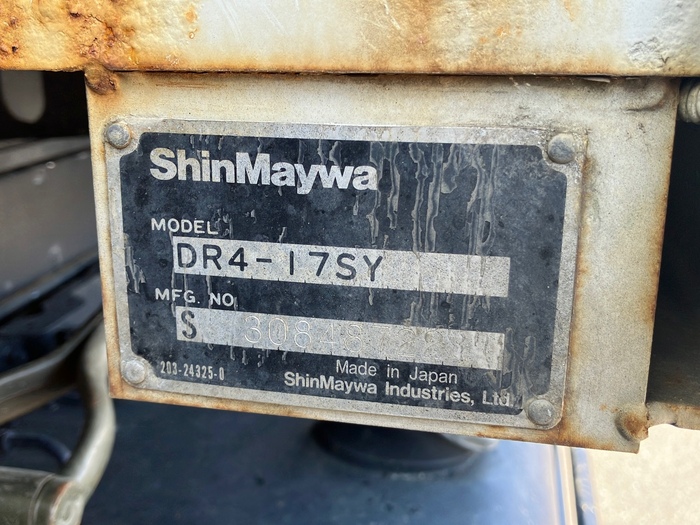 ShinMaywa
MODEL
DR4-17SY
MFG. NO.
S
203-24325-0
Made in Japan
ShinMaywa Industries, Ltd.